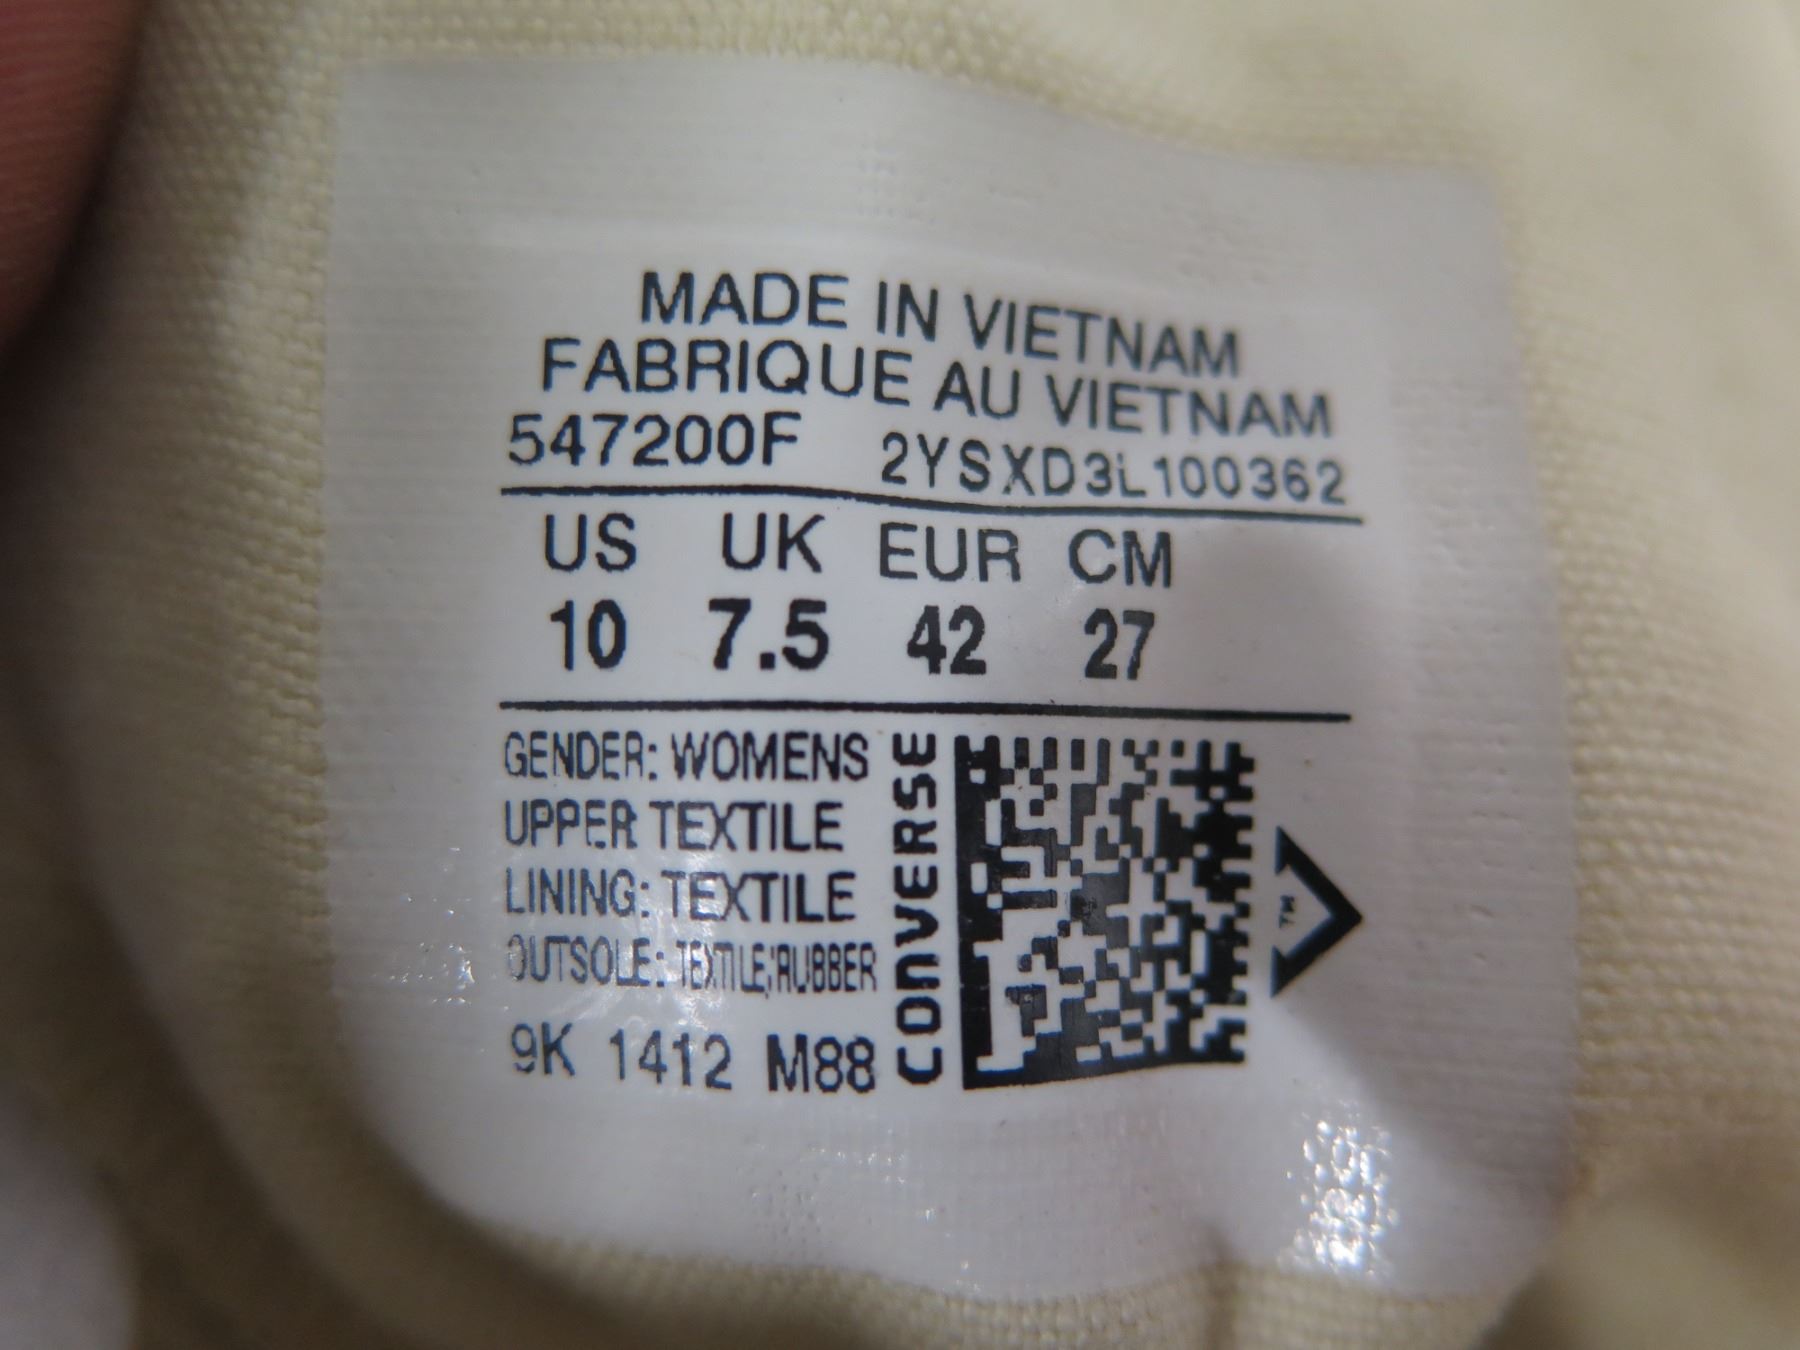 MADE IN VIETNAM
FABRIQUE AU VIETNAM
547200F 2YSXD3L100362
US UK EUR CM
10 7.5 42 27
GENDER: WOMENS
UPPER: TEXTILE
LINING: TEXTILE
OUTSOLE: TEXTILE;RUBBER
9K 1412 M88
CONVERSE
TM